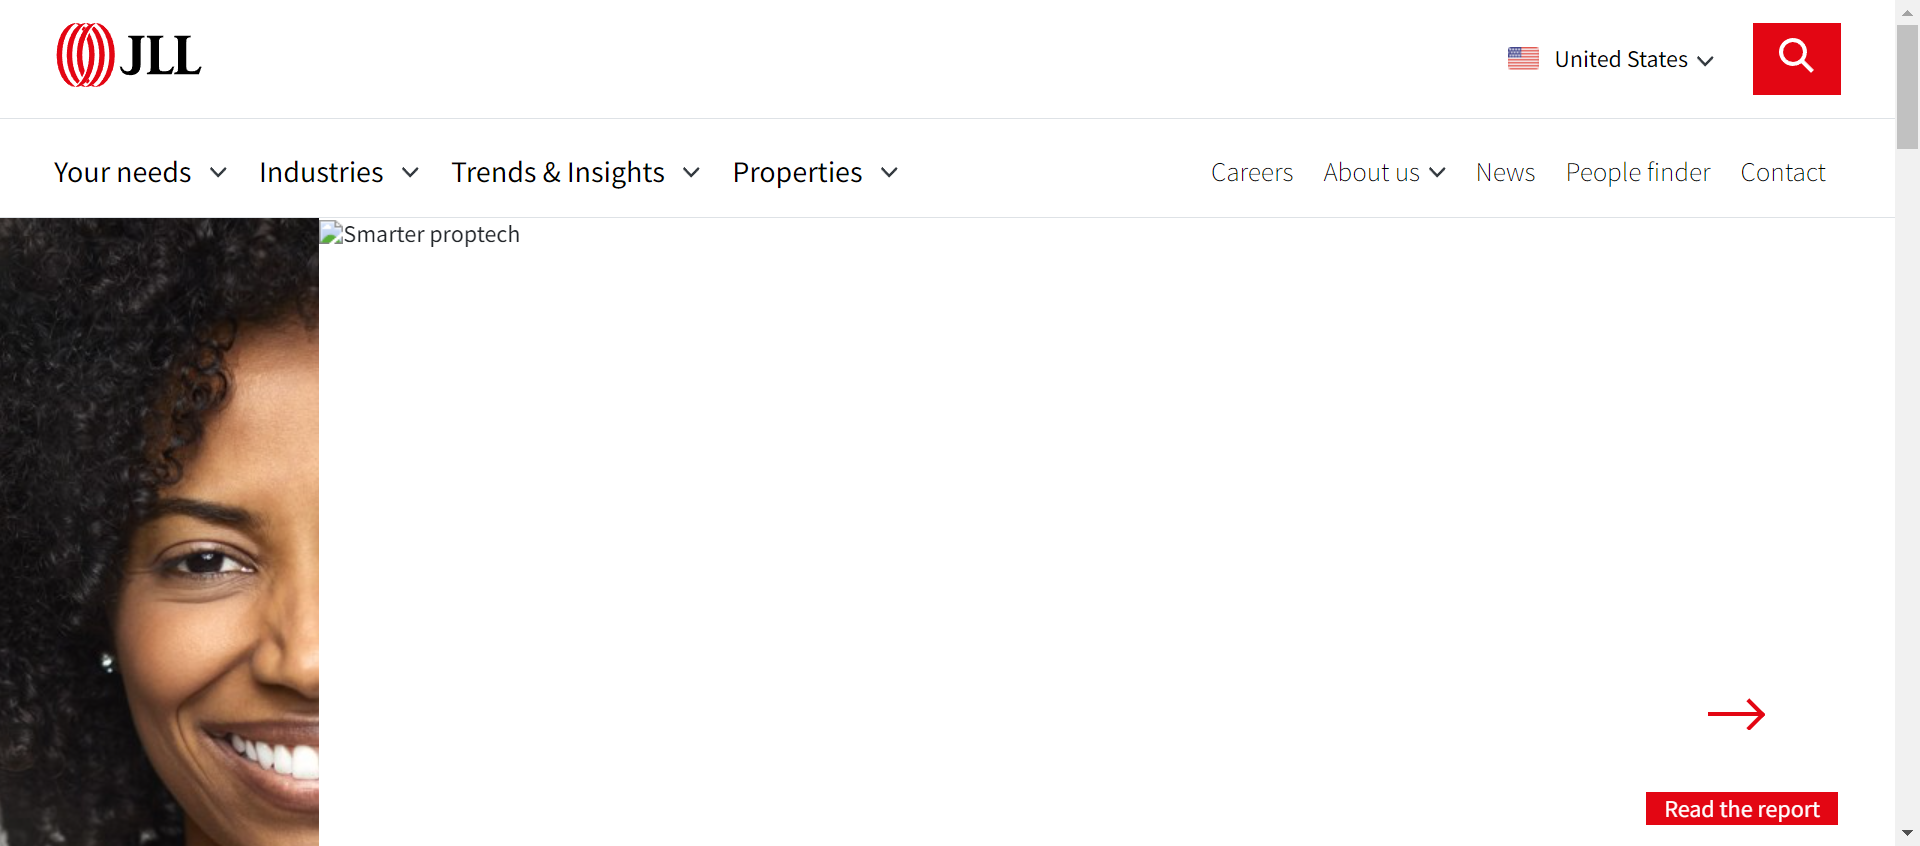 JLL
United States
Your needs
Industries
Trends & Insights
Properties
Careers
About us
News
People finder
Contact
Smarter proptech
Read the report